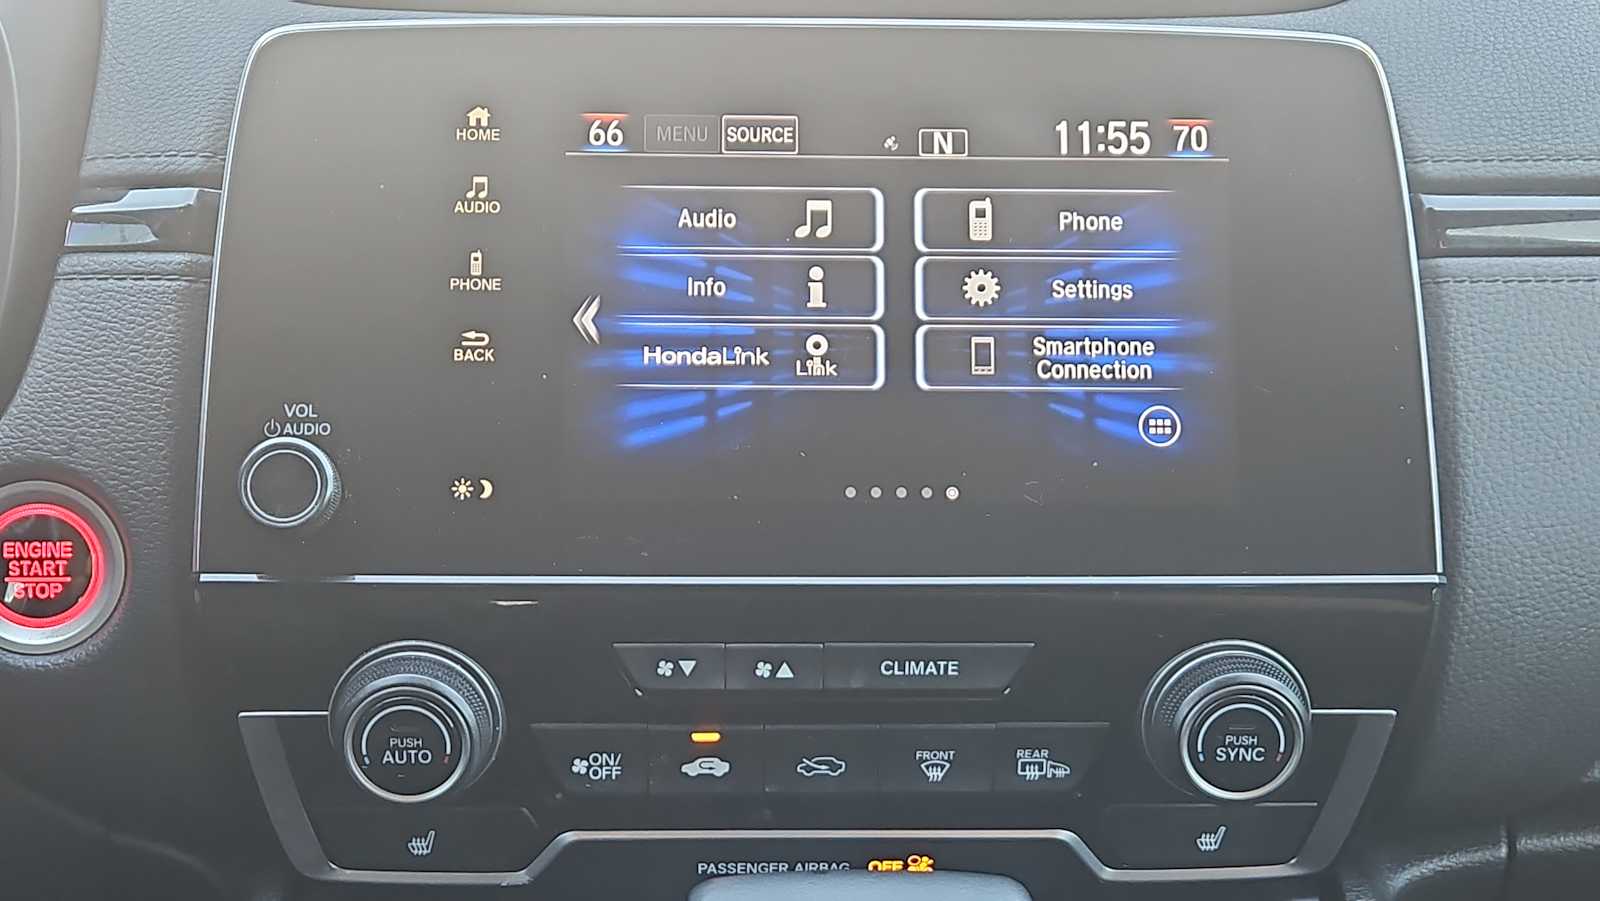 HOME
AUDIO
PHONE
BACK
66 MENU SOURCE N 11:55 70
Audio
Phone
Info
Settings
HondaLink
Link
Smartphone
Connection
VOL
AUDIO
ENGINE
START
STOP
CLIMATE
PUSH
AUTO
ON/
OFF
FRONT
REAR
PUSH
SYNC
PASSENGER AIRBAG OFF